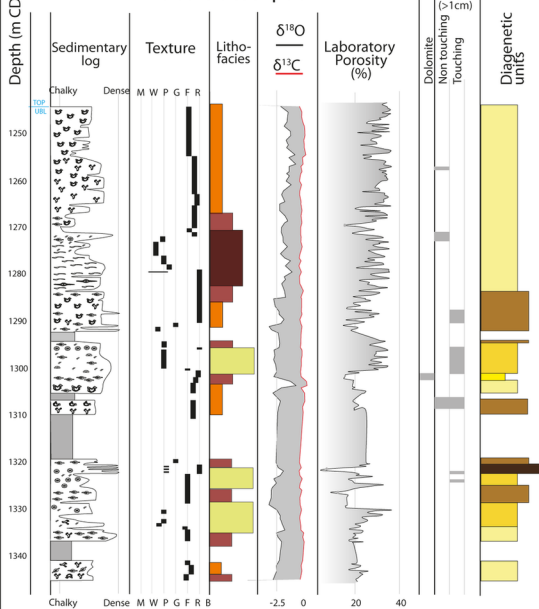 Depth (m CD
Sedimentary
log
Chalky Dense
Texture
M W P G F R
Litho-
facies
δ18O
δ13C
Laboratory
Porosity
(%)
Dolomite
Non touching
Touching
(>1cm)
Diagenetic
units
TOP
UBL
1250
1260
1270
1280
1290
1300
1310
1320
1330
1340
Chalky Dense M W P G F R B
-2.5 0
20 40